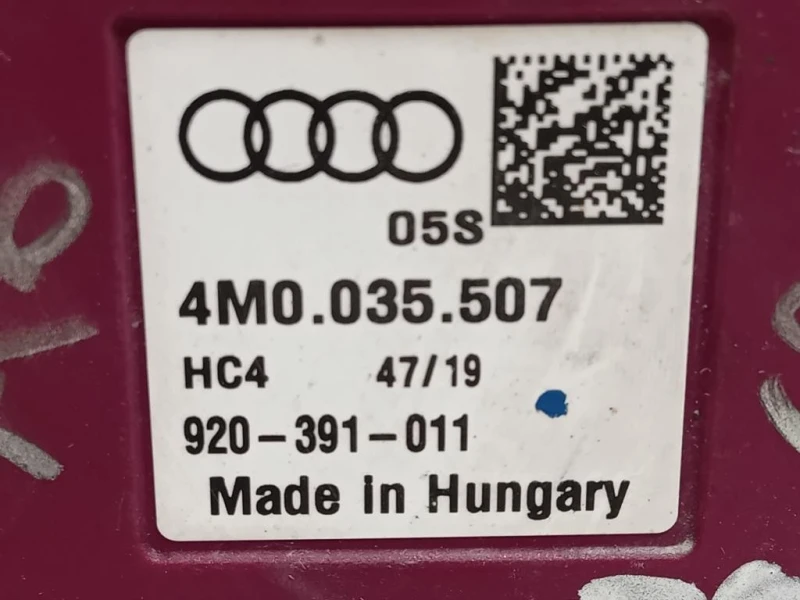 05S
4M0.035.507
HC4 47/19
920-391-011
Made in Hungary